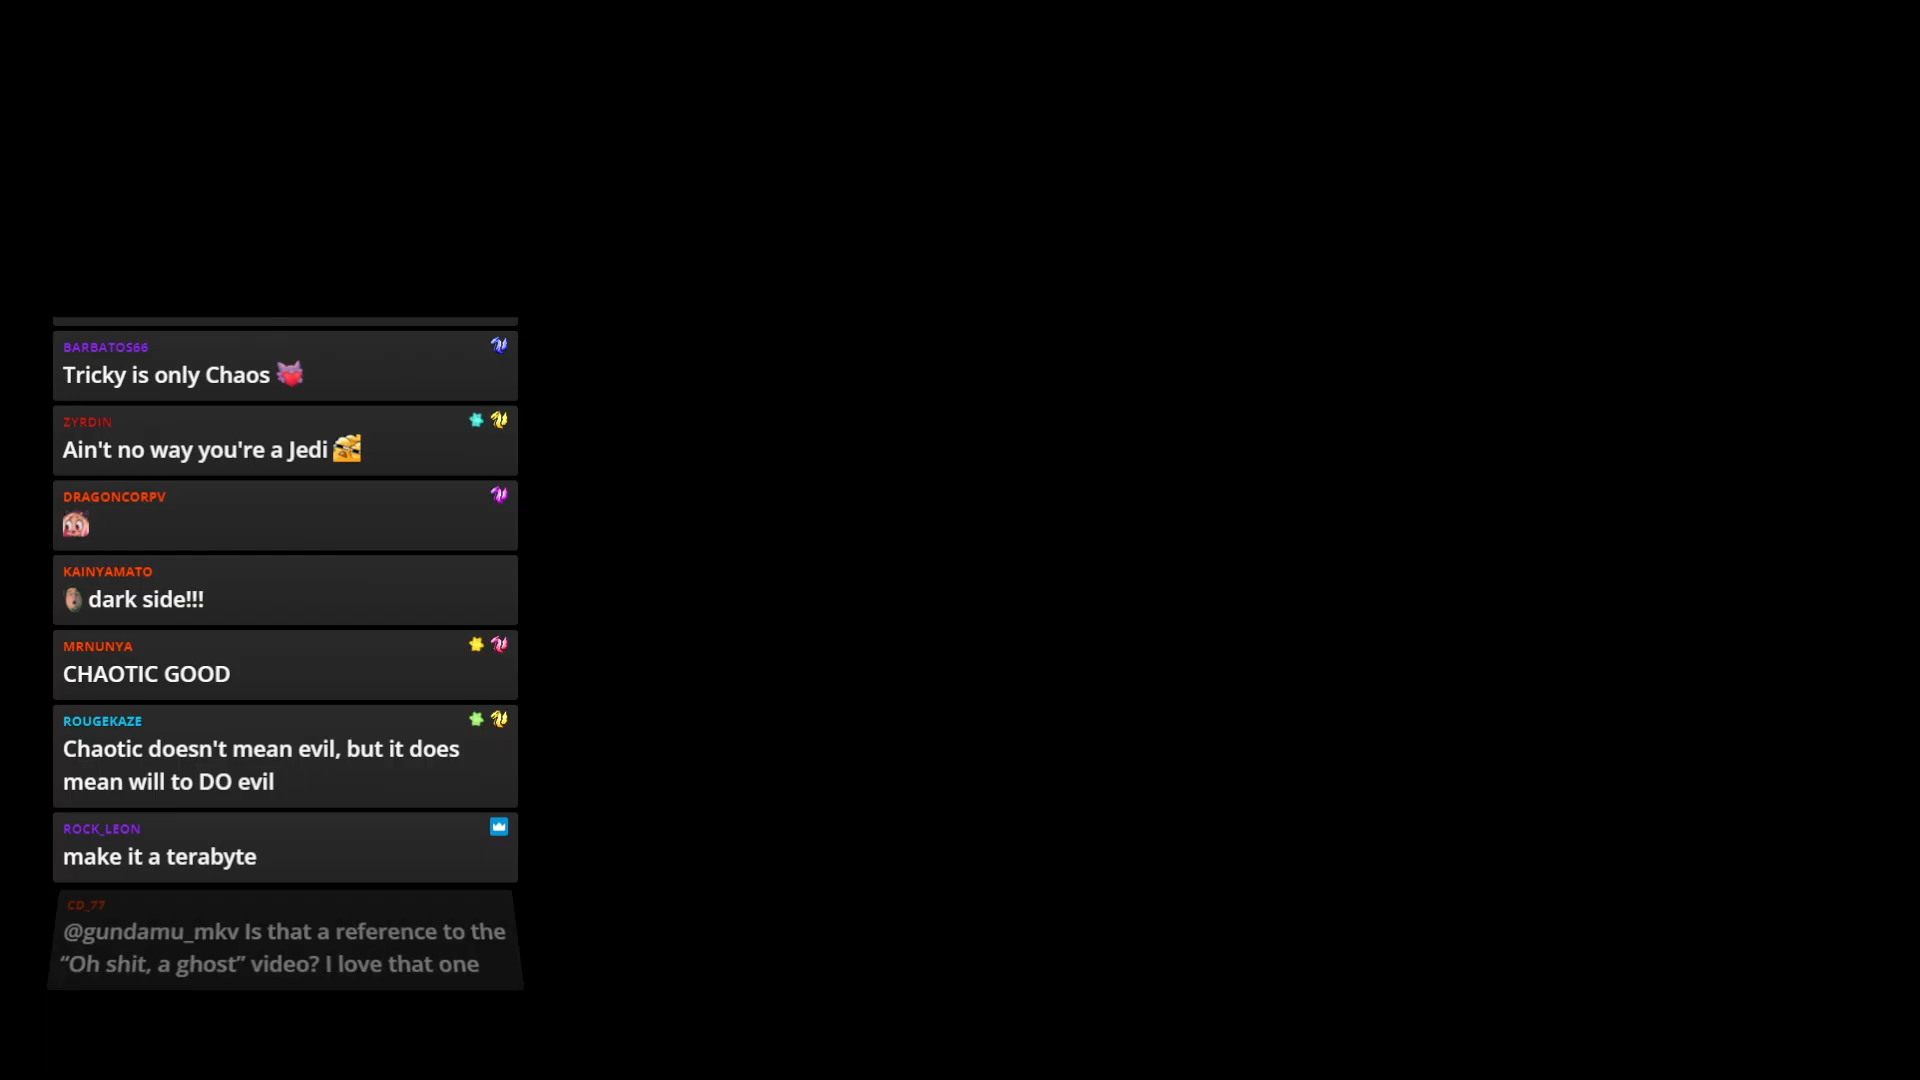 BARBATOS66
Tricky is only Chaos
ZYRDIN
Ain't no way you're a Jedi
DRAGONCORPV
KAINYAMATO
dark side!!!
MRNUNYA
CHAOTIC GOOD
ROUGEKAZE
Chaotic doesn't mean evil, but it does
mean will to DO evil
ROCK_LEON
make it a terabyte
CD_77
@gundamu_mkv Is that a reference to the
“Oh shit, a ghost” video? I love that one